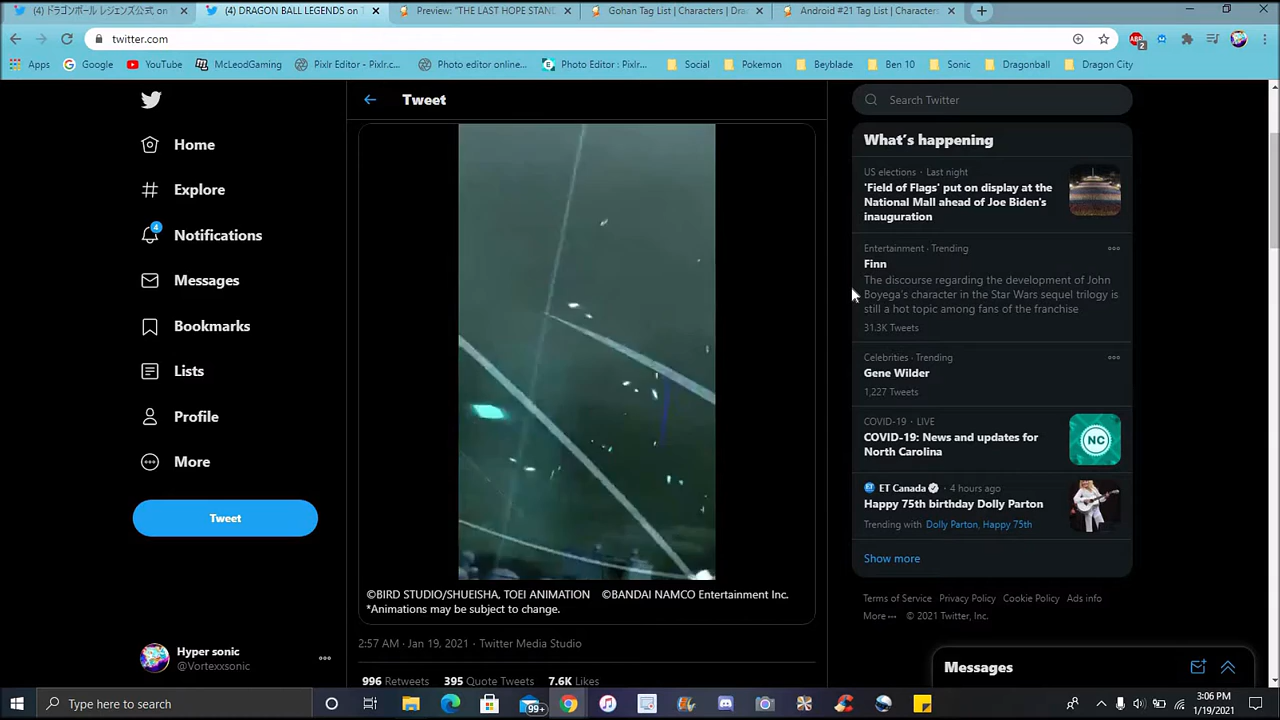 (4) ドラゴンボール レジェンズ公式 on
(4) DRAGON BALL LEGENDS on T
Preview: "THE LAST HOPE STAND
Gohan Tag List | Characters | Dra
Android #21 Tag List | Characters
twitter.com
2
Apps
Google
YouTube
McLeodGaming
Pixlr Editor - Pixlr.c...
Photo editor online...
Photo Editor : Pixlr...
Social
Pokemon
Beyblade
Ben 10
Sonic
Dragonball
Dragon City
Home
Explore
4
Notifications
Messages
Bookmarks
Lists
Profile
More
Tweet
Hyper sonic
@Vortexxsonic
Tweet
©BIRD STUDIO/SHUEISHA, TOEI ANIMATION ©BANDAI NAMCO Entertainment Inc.
*Animations may be subject to change.
2:57 AM · Jan 19, 2021 · Twitter Media Studio
996 Retweets 395 Quote Tweets 7.6K Likes
Search Twitter
What's happening
US elections · Last night
'Field of Flags' put on display at the
National Mall ahead of Joe Biden's
inauguration
Entertainment · Trending
Finn
The discourse regarding the development of John
Boyega's character in the Star Wars sequel trilogy is
still a hot topic among fans of the franchise
31.3K Tweets
Celebrities · Trending
Gene Wilder
1,227 Tweets
COVID-19 · LIVE
COVID-19: News and updates for
North Carolina
NC
ET Canada · 4 hours ago
Happy 75th birthday Dolly Parton
Trending with Dolly Parton, Happy 75th
Show more
Terms of Service Privacy Policy Cookie Policy Ads info
More ··· © 2021 Twitter, Inc.
Messages
Type here to search
99+
3:06 PM
1/19/2021